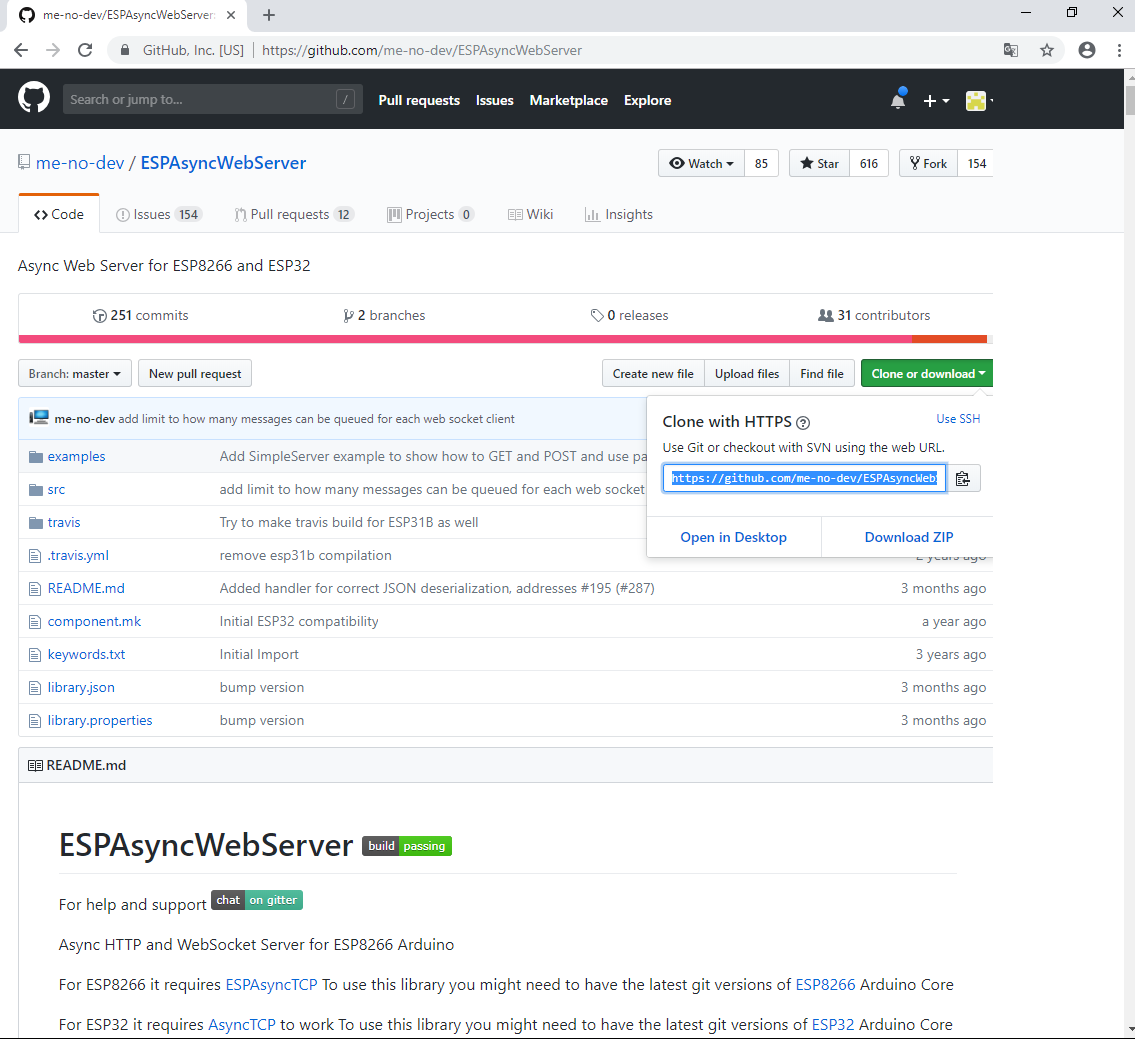 me-no-dev/ESPAsyncWebServer:
GitHub, Inc. [US] | https://github.com/me-no-dev/ESPAsyncWebServer
Search or jump to... / Pull requests Issues Marketplace Explore
me-no-dev / ESPAsyncWebServer Watch 85 Star 616 Fork 154
Code Issues 154 Pull requests 12 Projects 0 Wiki Insights
Async Web Server for ESP8266 and ESP32
251 commits 2 branches 0 releases 31 contributors
Branch: master New pull request Create new file Upload files Find file Clone or download
me-no-dev add limit to how many messages can be queued for each web socket client
Clone with HTTPS ? Use SSH
Use Git or checkout with SVN using the web URL.
https://github.com/me-no-dev/ESPAsyncWeb
Open in Desktop Download ZIP
examples Add SimpleServer example to show how to GET and POST and use pa
src add limit to how many messages can be queued for each web socket
travis Try to make travis build for ESP31B as well
.travis.yml remove esp31b compilation 2 years ago
README.md Added handler for correct JSON deserialization, addresses #195 (#287) 3 months ago
component.mk Initial ESP32 compatibility a year ago
keywords.txt Initial Import 3 years ago
library.json bump version 3 months ago
library.properties bump version 3 months ago
README.md
ESPAsyncWebServer build passing
For help and support chat on gitter
Async HTTP and WebSocket Server for ESP8266 Arduino
For ESP8266 it requires ESPAsyncTCP To use this library you might need to have the latest git versions of ESP8266 Arduino Core
For ESP32 it requires AsyncTCP to work To use this library you might need to have the latest git versions of ESP32 Arduino Core